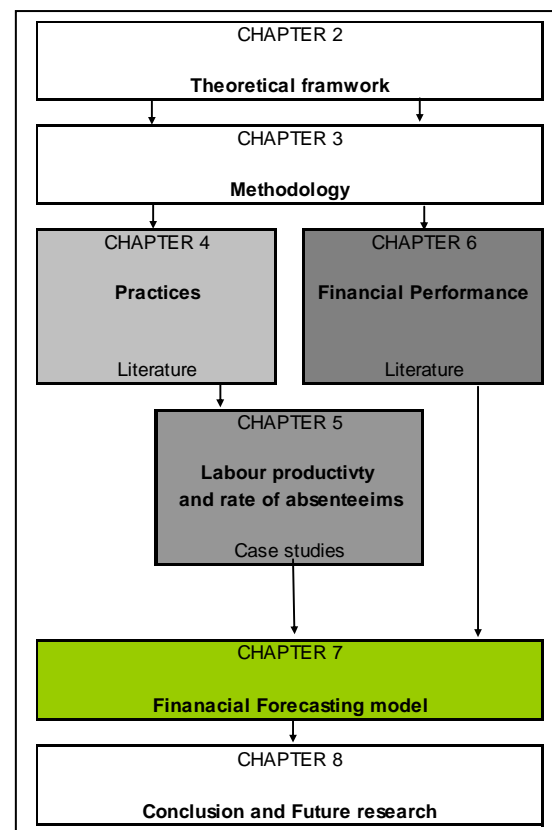 CHAPTER 2
Theoretical framwork
CHAPTER 3
Methodology
CHAPTER 4
Practices
Literature
CHAPTER 6
Financial Performance
Literature
CHAPTER 5
Labour productivty
and rate of absenteeims
Case studies
CHAPTER 7
Finanacial Forecasting model
CHAPTER 8
Conclusion and Future research